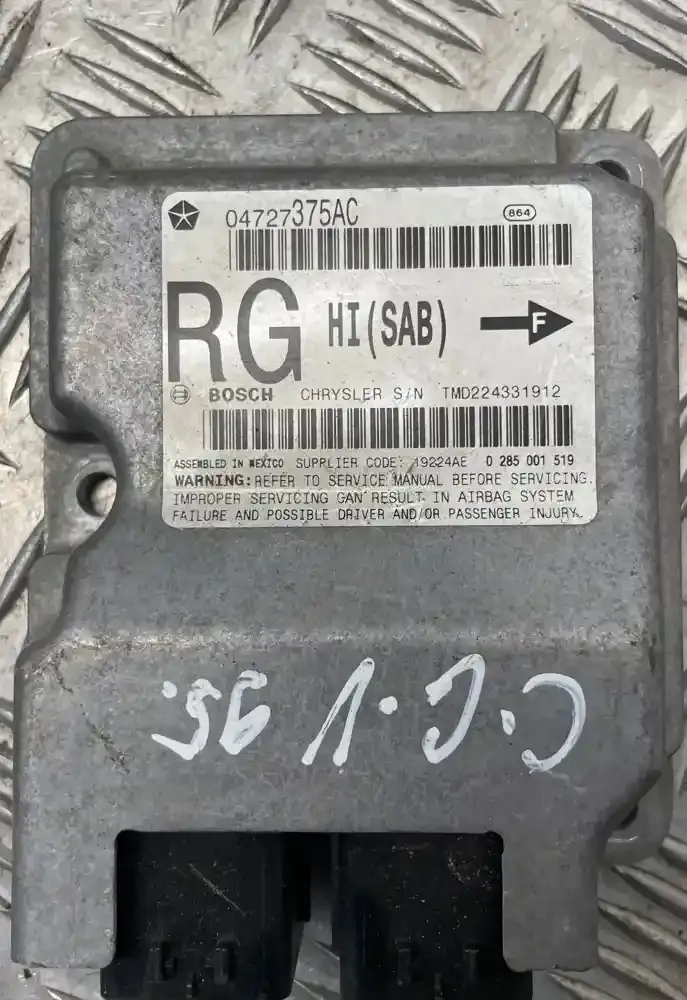 04727375AC 864
RG HI(SAB) F
BOSCH CHRYSLER S/N TMD224331912
ASSEMBLED IN MEXICO SUPPLIER CODE: 19224AE 0 285 001 519
WARNING: REFER TO SERVICE MANUAL BEFORE SERVICING.
IMPROPER SERVICING CAN RESULT IN AIRBAG SYSTEM
FAILURE AND POSSIBLE DRIVER AND/OR PASSENGER INJURY.